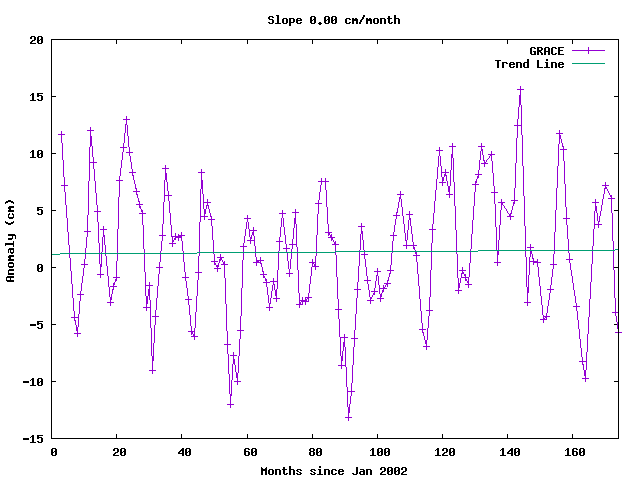 Slope 0.00 cm/month
GRACE
Trend Line
20
15
10
5
0
-5
-10
-15
Anomaly (cm)
0 20 40 60 80 100 120 140 160
Months since Jan 2002